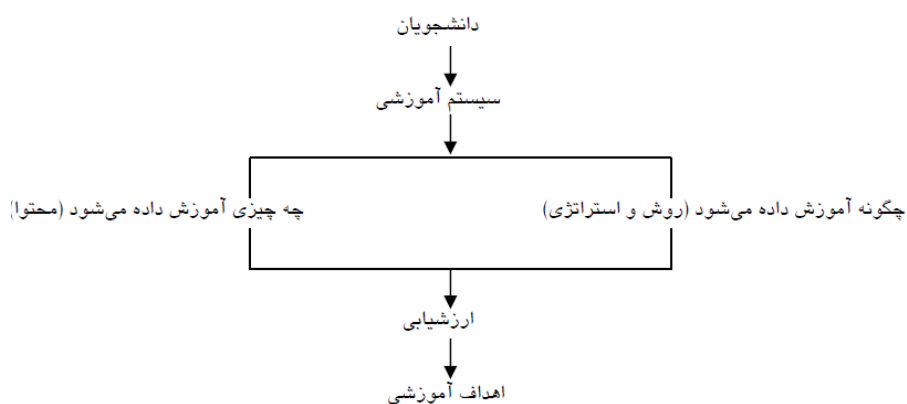 دانشجویان
سیستم آموزشی
چگونه آموزش داده می‌شود (روش و استراتژی)
چه چیزی آموزش داده می‌شود (محتوا)
ارزشیابی
اهداف آموزشی